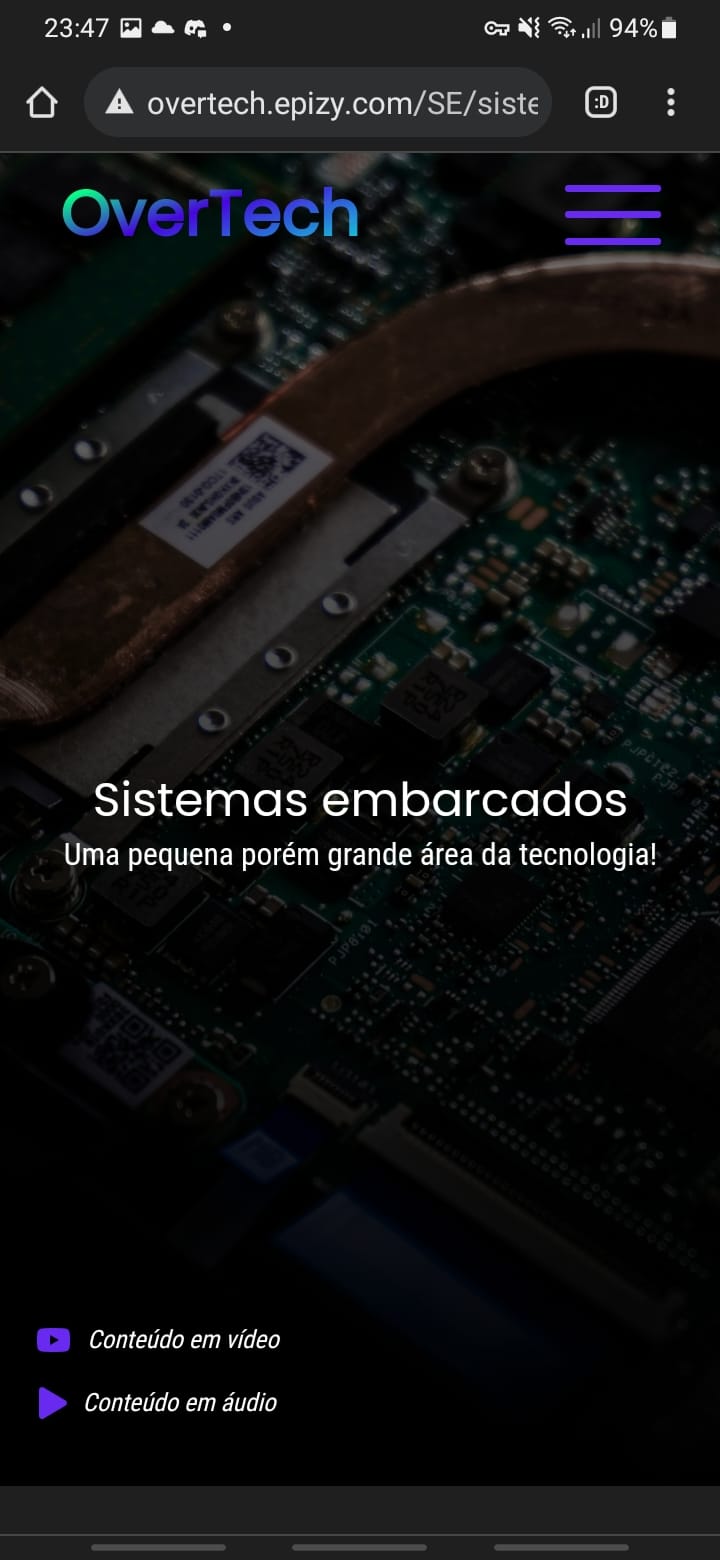 23:47 94%
overtech.epizy.com/SE/siste
:D
OverTech
Sistemas embarcados
Uma pequena porém grande área da tecnologia!
Conteúdo em vídeo
Conteúdo em áudio